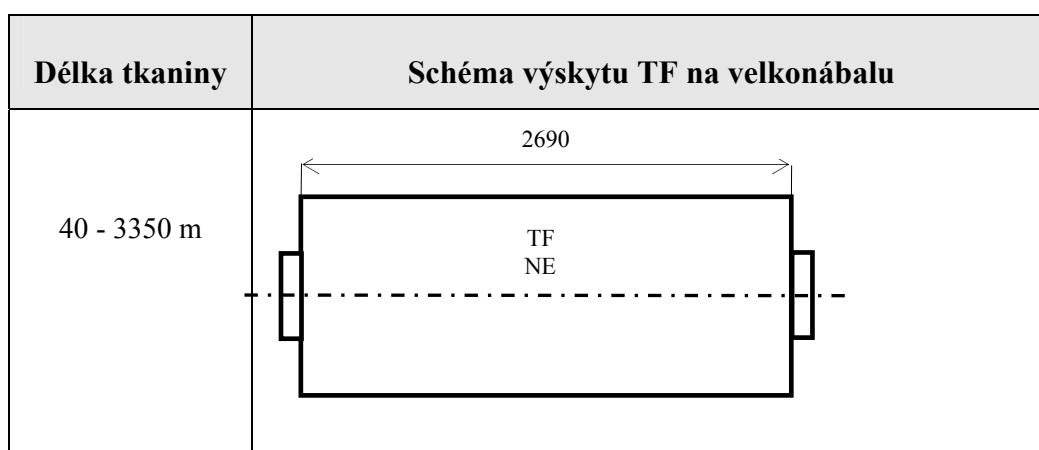 Délka tkaniny
Schéma výskytu TF na velkonábalu
2690
40 - 3350 m
TF
NE